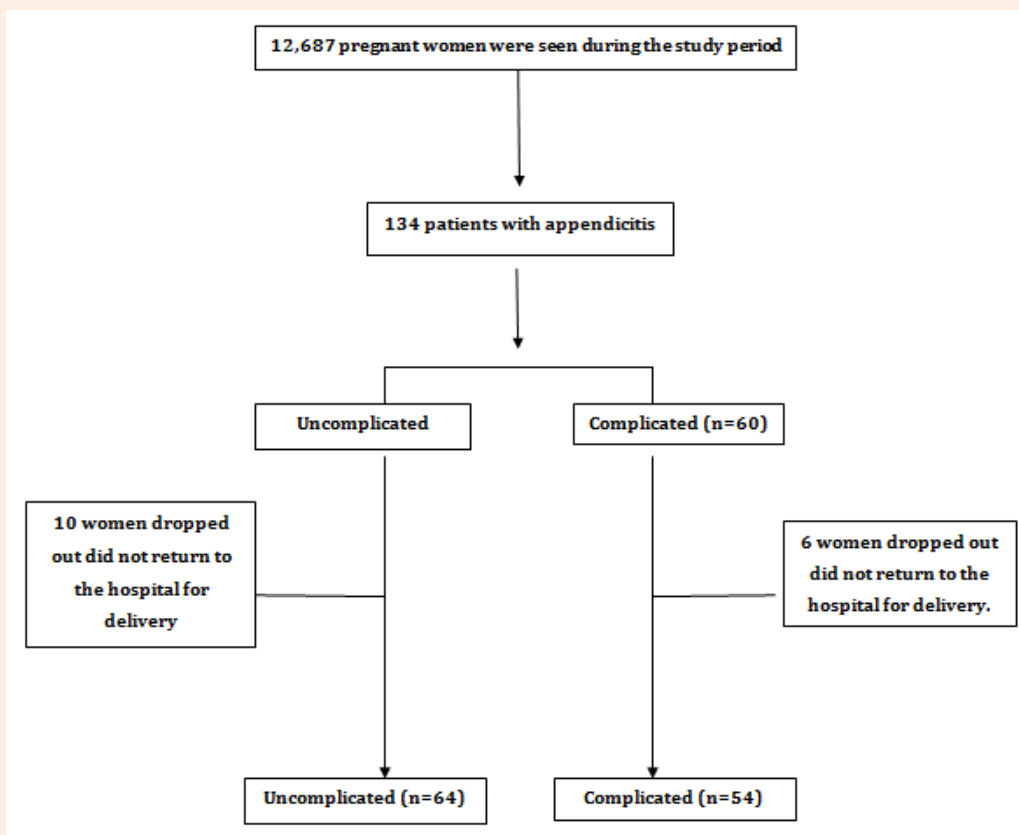 12,687 pregnant women were seen during the study period
134 patients with appendicitis
Uncomplicated
Complicated (n=60)
10 women dropped
out did not return to
the hospital for
delivery
6 women dropped out
did not return to the
hospital for delivery.
Uncomplicated (n=64)
Complicated (n=54)